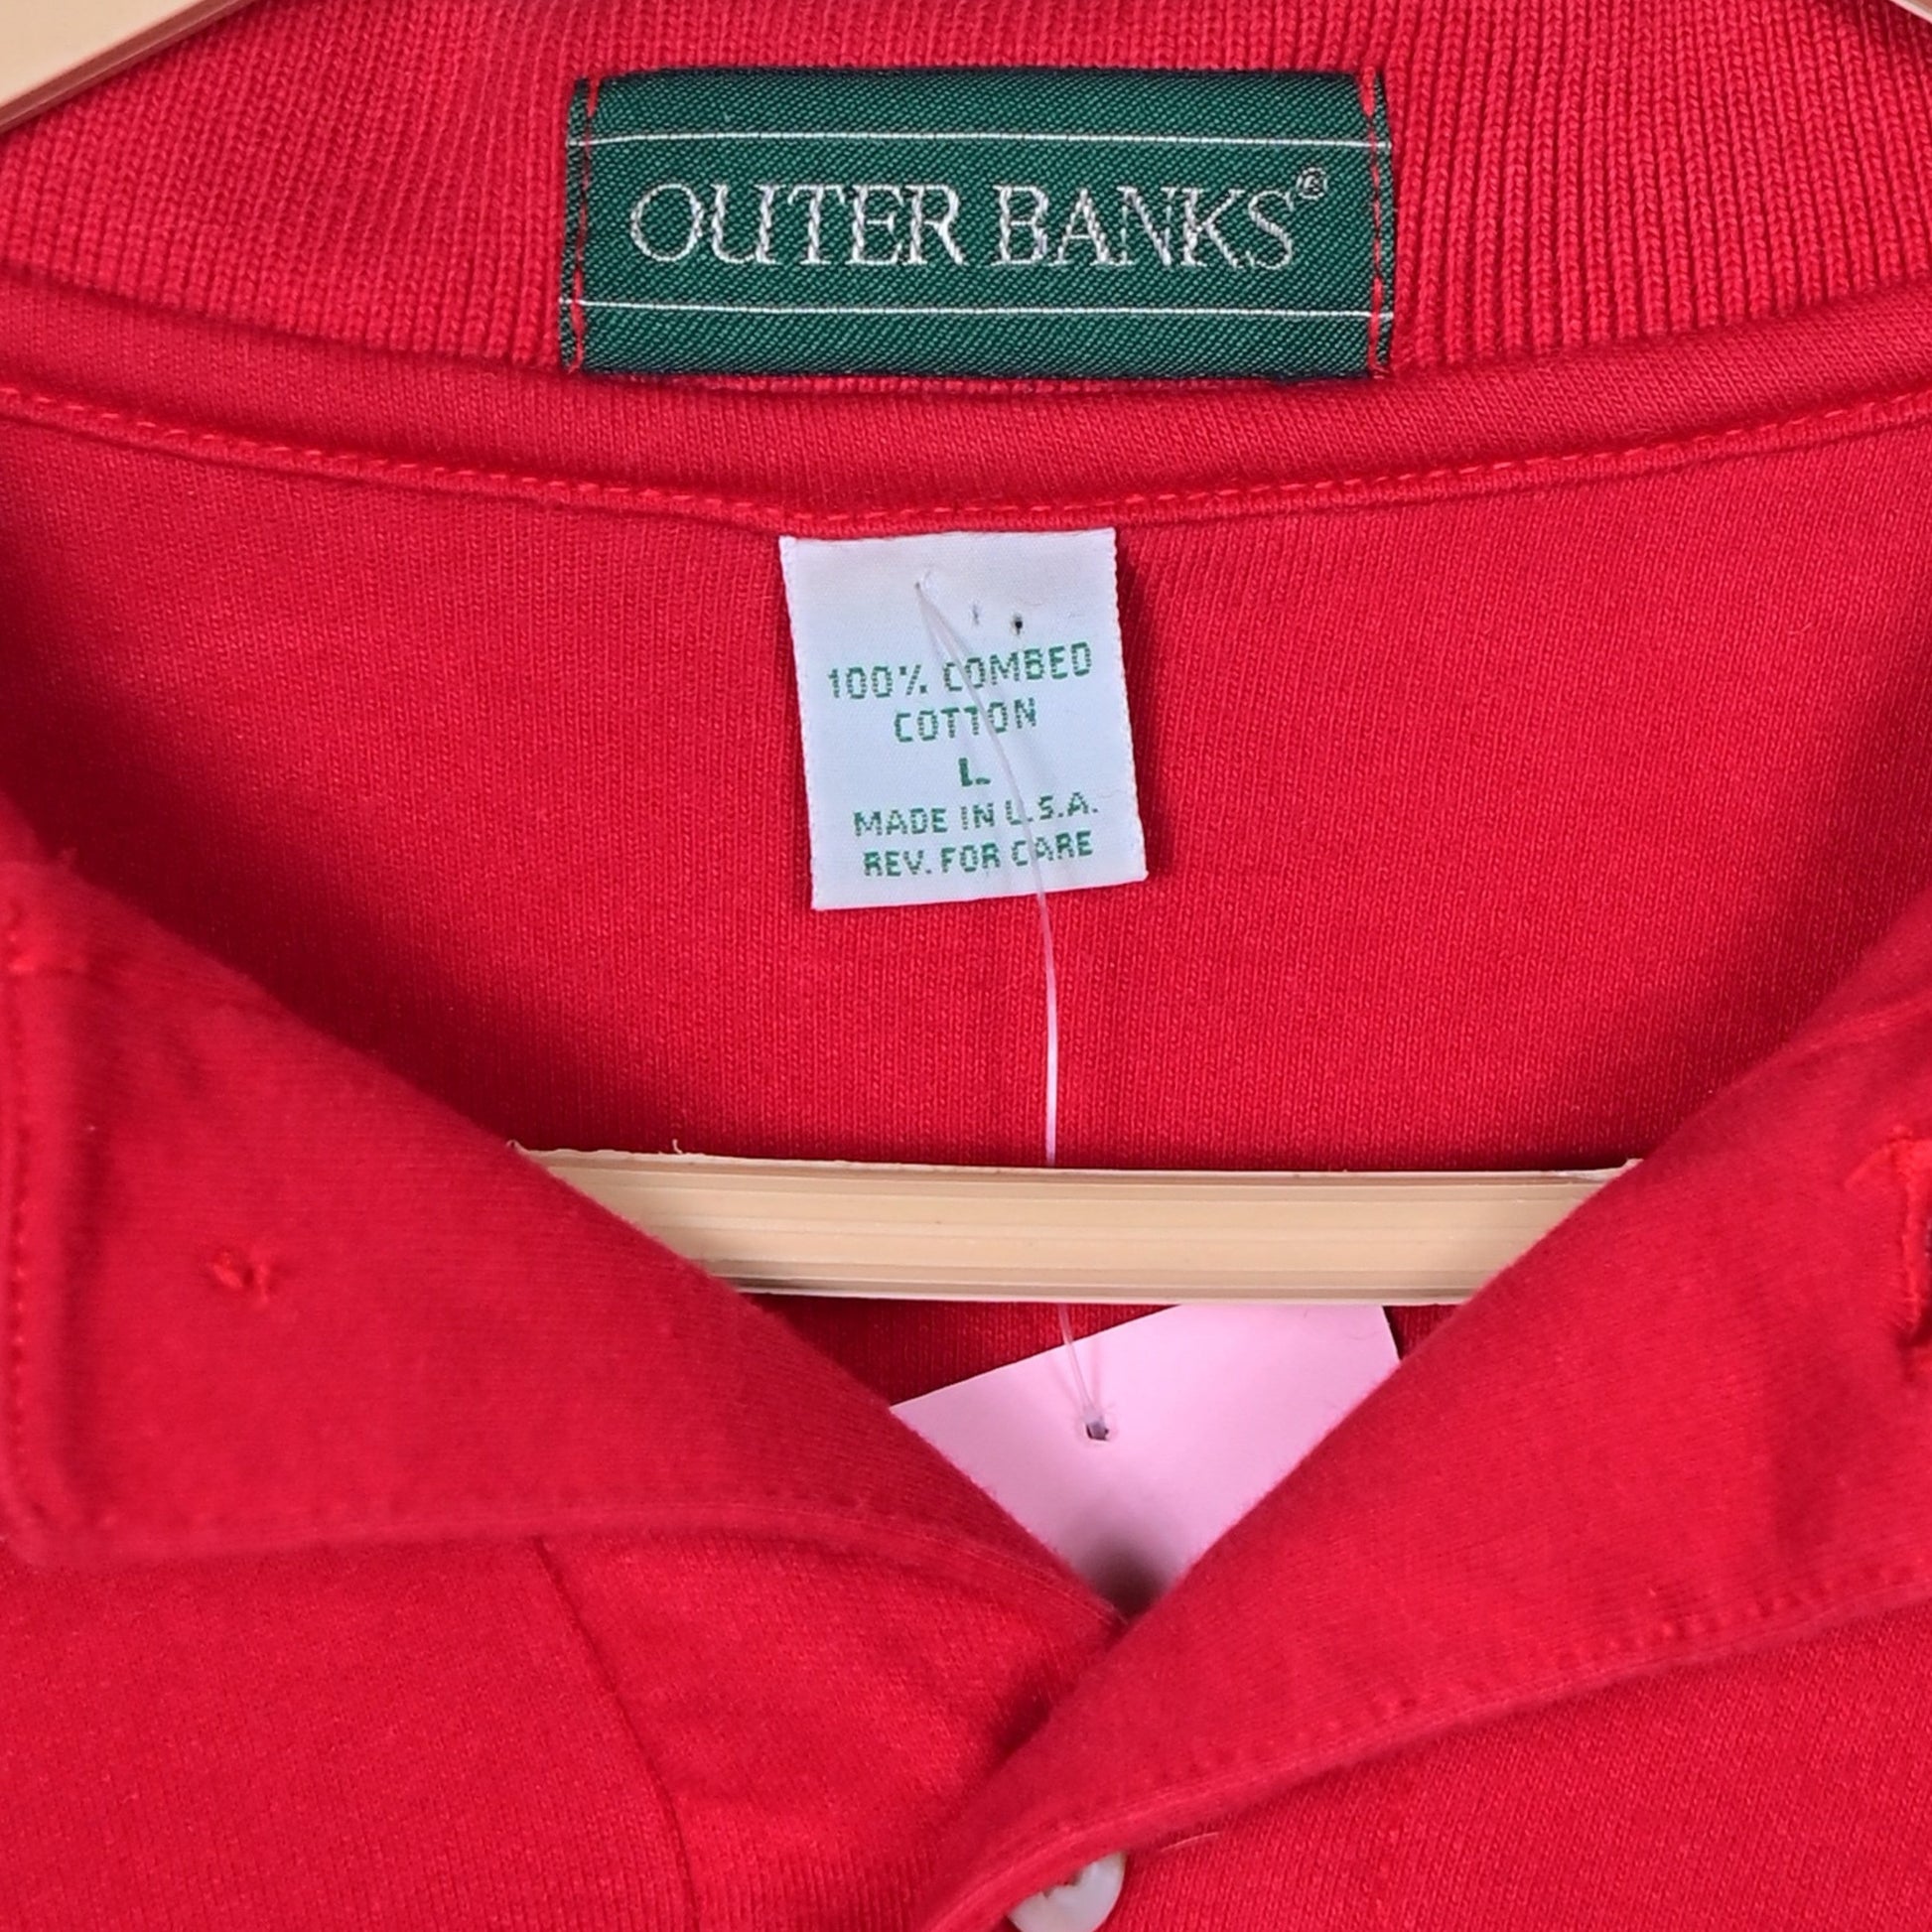 OUTER BANKS®
100% COMBED
COTTON
L
MADE IN U.S.A.
REV. FOR CARE